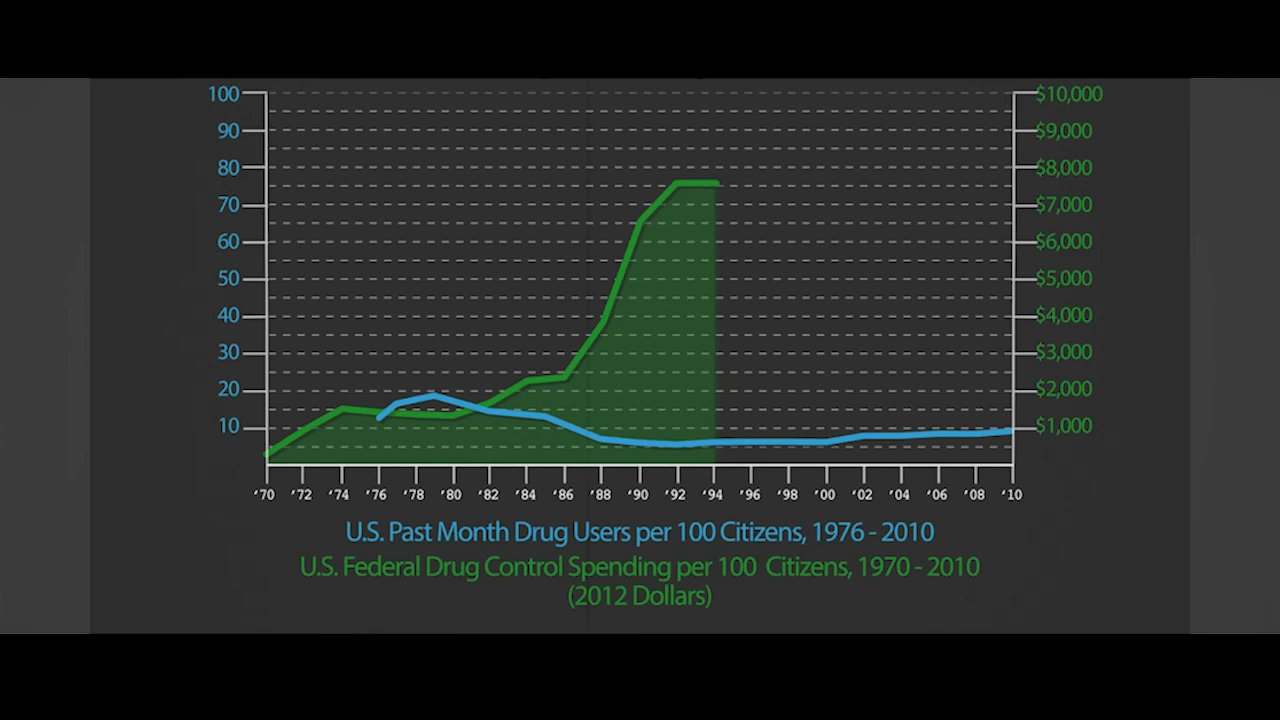 100 $10,000
90 $9,000
80 $8,000
70 $7,000
60 $6,000
50 $5,000
40 $4,000
30 $3,000
20 $2,000
10 $1,000
‘70 ‘72 ‘74 ‘76 ‘78 ‘80 ‘82 ‘84 ‘86 ‘88 ‘90 ‘92 ‘94 ‘96 ‘98 ‘00 ‘02 ‘04 ‘06 ‘08 ‘10
U.S. Past Month Drug Users per 100 Citizens, 1976 - 2010
U.S. Federal Drug Control Spending per 100 Citizens, 1970 - 2010
(2012 Dollars)